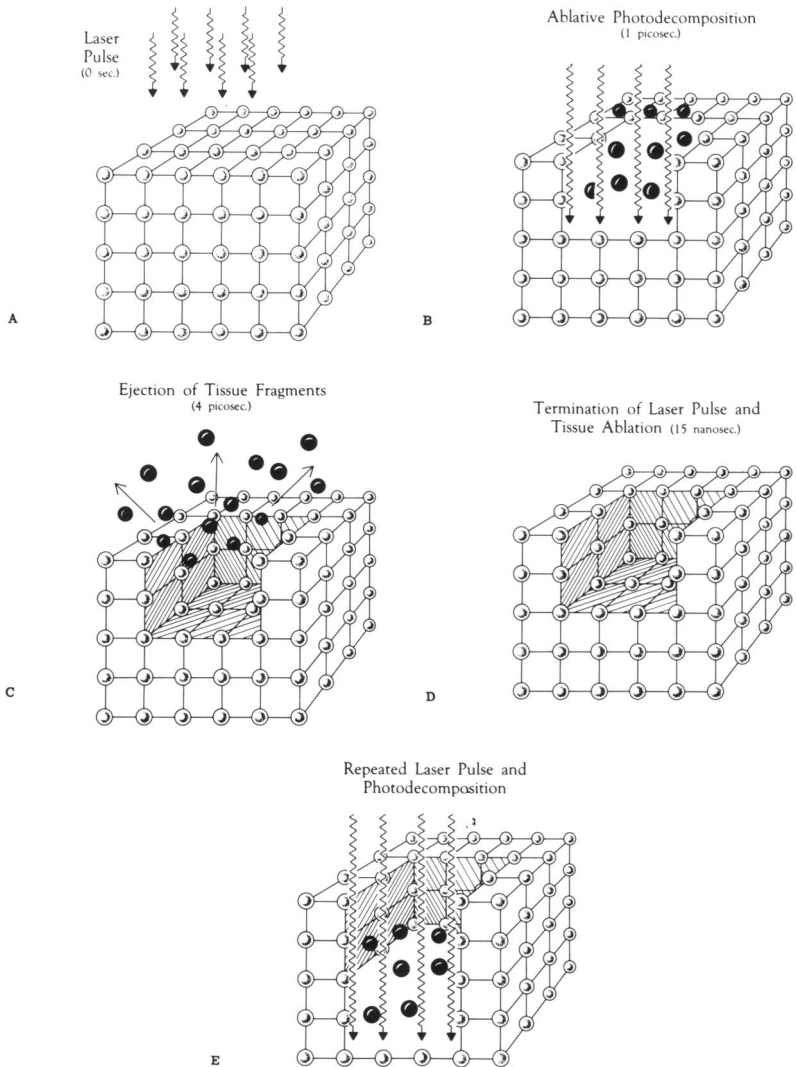 Laser
Pulse
(0 sec.)
A
Ablative Photodecomposition
(1 picosec.)
B
Ejection of Tissue Fragments
(4 picosec.)
C
Termination of Laser Pulse and
Tissue Ablation (15 nanosec.)
D
Repeated Laser Pulse and
Photodecomposition
E